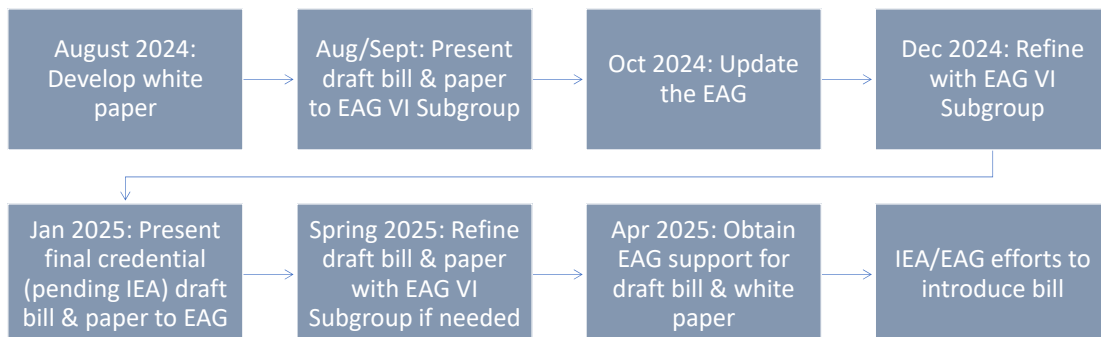 August 2024:
Develop white
paper
Aug/Sept: Present
draft bill & paper
to EAG VI Subgroup
Oct 2024: Update
the EAG
Dec 2024: Refine
with EAG VI
Subgroup
Jan 2025: Present
final credential
(pending IEA) draft
bill & paper to EAG
Spring 2025: Refine
draft bill & paper
with EAG VI
Subgroup if needed
Apr 2025: Obtain
EAG support for
draft bill & white
paper
IEA/EAG efforts to
introduce bill